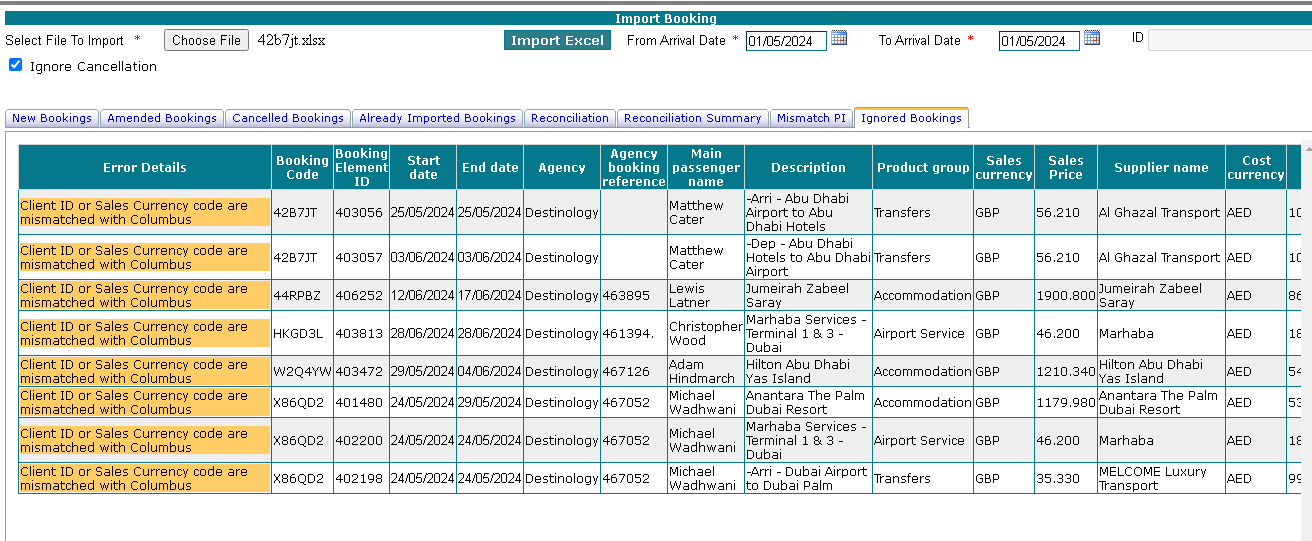 Import Booking
Select File To Import * Choose File 42b7jt.xlsx Import Excel From Arrival Date * 01/05/2024 To Arrival Date * 01/05/2024 ID
Ignore Cancellation
New Bookings Amended Bookings Cancelled Bookings Already Imported Bookings Reconciliation Reconciliation Summary Mismatch PI Ignored Bookings
Error Details Booking Code Booking Element ID Start date End date Agency Agency booking reference Main passenger name Description Product group Sales currency Sales Price Supplier name Cost currency
Client ID or Sales Currency code are mismatched with Columbus 42B7JT 403056 25/05/2024 25/05/2024 Destinology Matthew Cater -Arri - Abu Dhabi Airport to Abu Dhabi Hotels Transfers GBP 56.210 Al Ghazal Transport AED 10
Client ID or Sales Currency code are mismatched with Columbus 42B7JT 403057 03/06/2024 03/06/2024 Destinology Matthew Cater -Dep - Abu Dhabi Hotels to Abu Dhabi Airport Transfers GBP 56.210 Al Ghazal Transport AED 10
Client ID or Sales Currency code are mismatched with Columbus 44RPBZ 406252 12/06/2024 17/06/2024 Destinology 463895 Lewis Latner Jumeirah Zabeel Saray Accommodation GBP 1900.800 Jumeirah Zabeel Saray AED 86
Client ID or Sales Currency code are mismatched with Columbus HKGD3L 403813 28/06/2024 28/06/2024 Destinology 461394. Christopher Wood Marhaba Services - Terminal 1 & 3 - Dubai Airport Service GBP 46.200 Marhaba AED 18
Client ID or Sales Currency code are mismatched with Columbus W2Q4YW 403472 29/05/2024 04/06/2024 Destinology 467126 Adam Hindmarch Hilton Abu Dhabi Yas Island Accommodation GBP 1210.340 Hilton Abu Dhabi Yas Island AED 54
Client ID or Sales Currency code are mismatched with Columbus X86QD2 401480 24/05/2024 29/05/2024 Destinology 467052 Michael Wadhwani Anantara The Palm Dubai Resort Accommodation GBP 1179.980 Anantara The Palm Dubai Resort AED 53
Client ID or Sales Currency code are mismatched with Columbus X86QD2 402200 24/05/2024 24/05/2024 Destinology 467052 Michael Wadhwani Marhaba Services - Terminal 1 & 3 - Dubai Airport Service GBP 46.200 Marhaba AED 18
Client ID or Sales Currency code are mismatched with Columbus X86QD2 402198 24/05/2024 24/05/2024 Destinology 467052 Michael Wadhwani -Arri - Dubai Airport to Dubai Palm Transfers GBP 35.330 MELCOME Luxury Transport AED 99